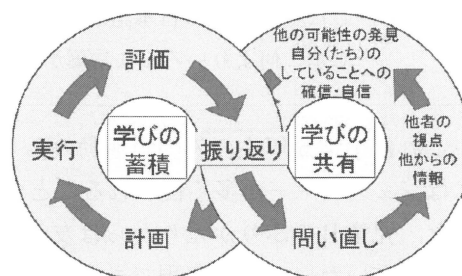 評価
実行
計画
学びの
蓄積
振り返り
学びの
共有
他の可能性の発見
自分(たち)の
していることへの
確信・自信
他者の
視点
他からの
情報
問い直し